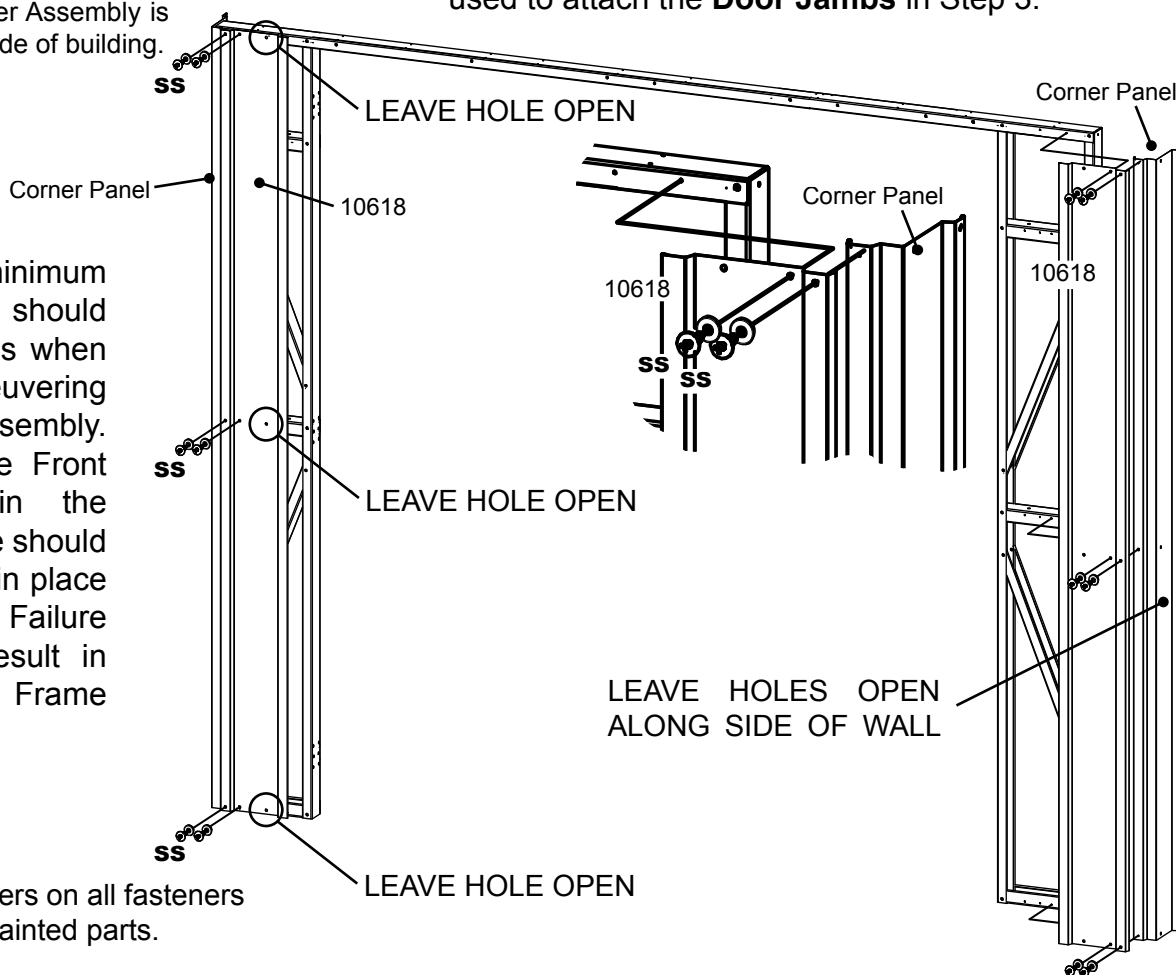 er Assembly is
de of building.
used to attach the Door Jambs in Step 3.
ss
LEAVE HOLE OPEN
Corner Panel
Corner Panel
10618
Corner Panel
10618
10618
ss
ss
minimum
should
s when
euvering
ssembly.
e Front
in the
e should
in place
Failure
esult in
Frame
ss
LEAVE HOLE OPEN
LEAVE HOLES OPEN
ALONG SIDE OF WALL
ss
LEAVE HOLE OPEN
ers on all fasteners
ainted parts.